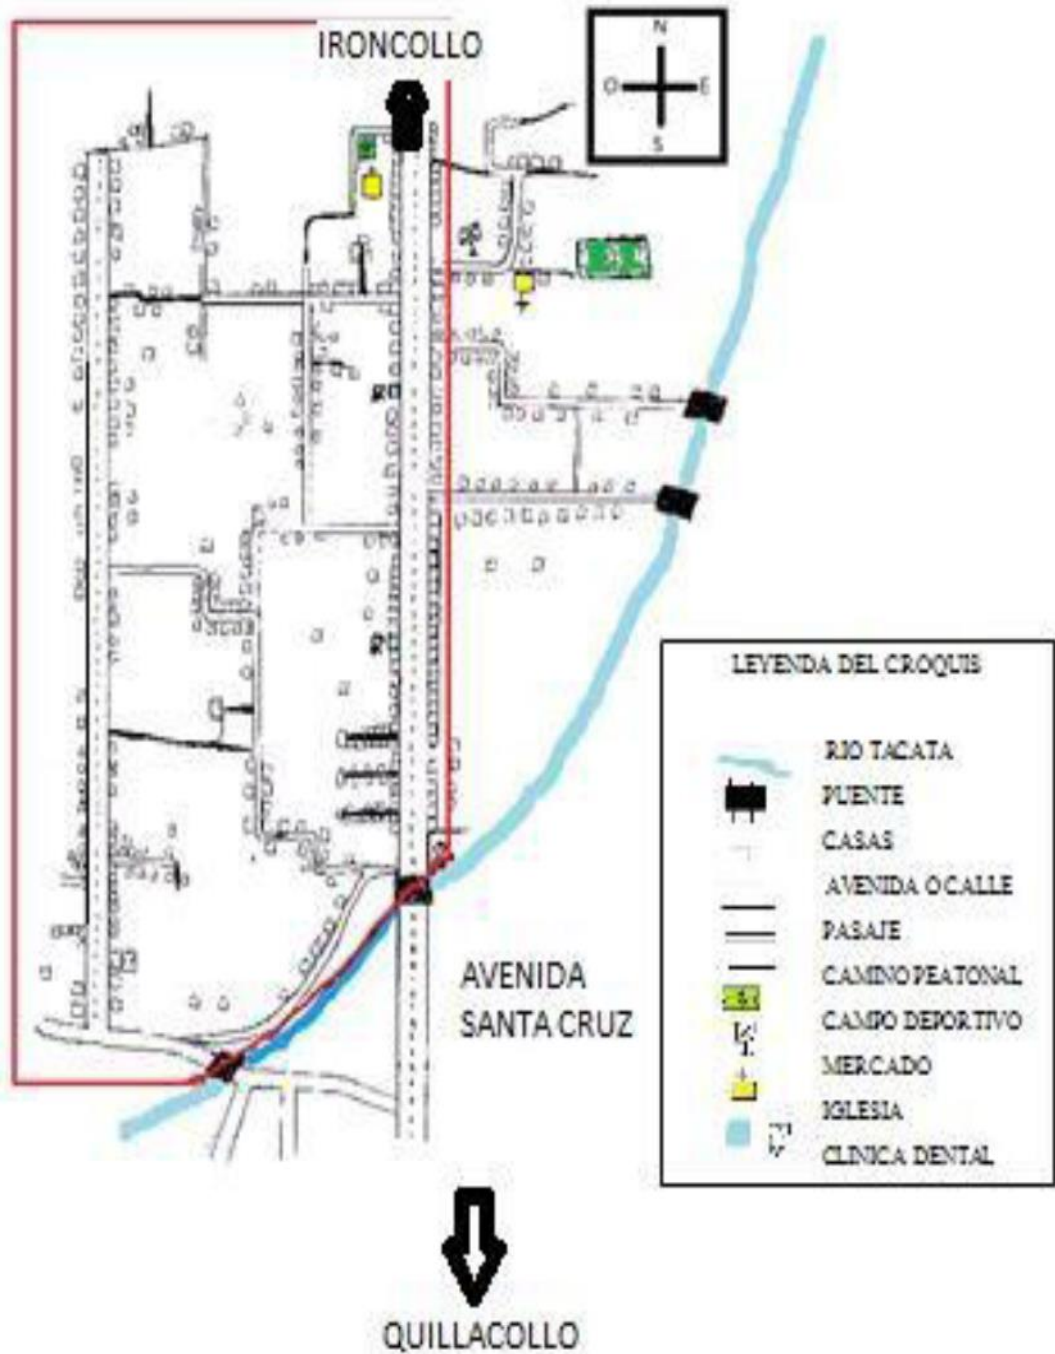 IRONCOLLO
N
O E
S
LEYENDA DEL CROQUIS
RIO TACATA
PUENTE
CASAS
AVENIDA O CALLE
PASAJE
CAMINO PEATONAL
CAMPO DEPORTIVO
MERCADO
IGLESIA
CLINICA DENTAL
AVENIDA
SANTA CRUZ
QUILLACOLLO